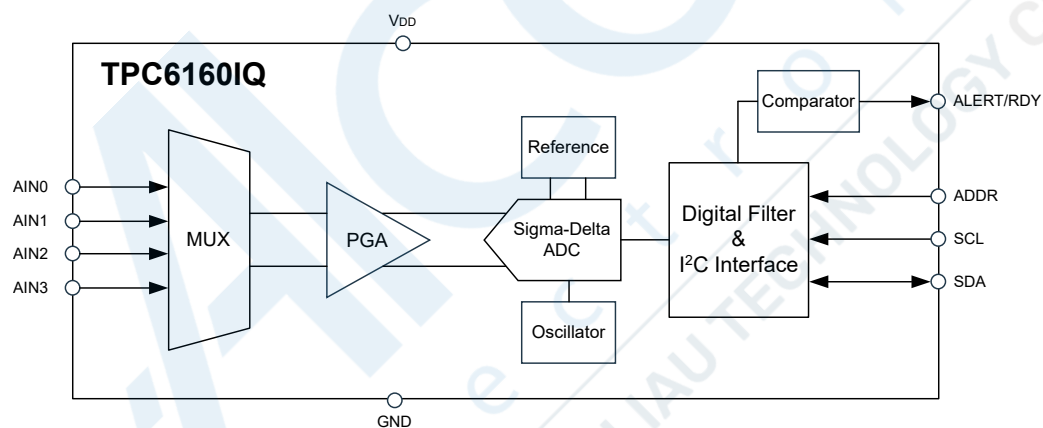 VDD
TPC6160IQ
Comparator
ALERT/RDY
Reference
AIN0
AIN1
AIN2
AIN3
MUX
PGA
Sigma-Delta
ADC
Digital Filter
&
I²C Interface
ADDR
SCL
SDA
Oscillator
GND